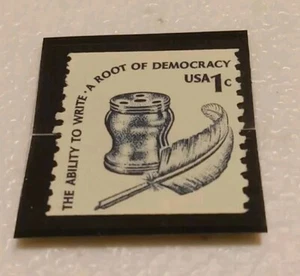 THE ABILITY TO WRITE · A ROOT OF DEMOCRACY
USA 1c